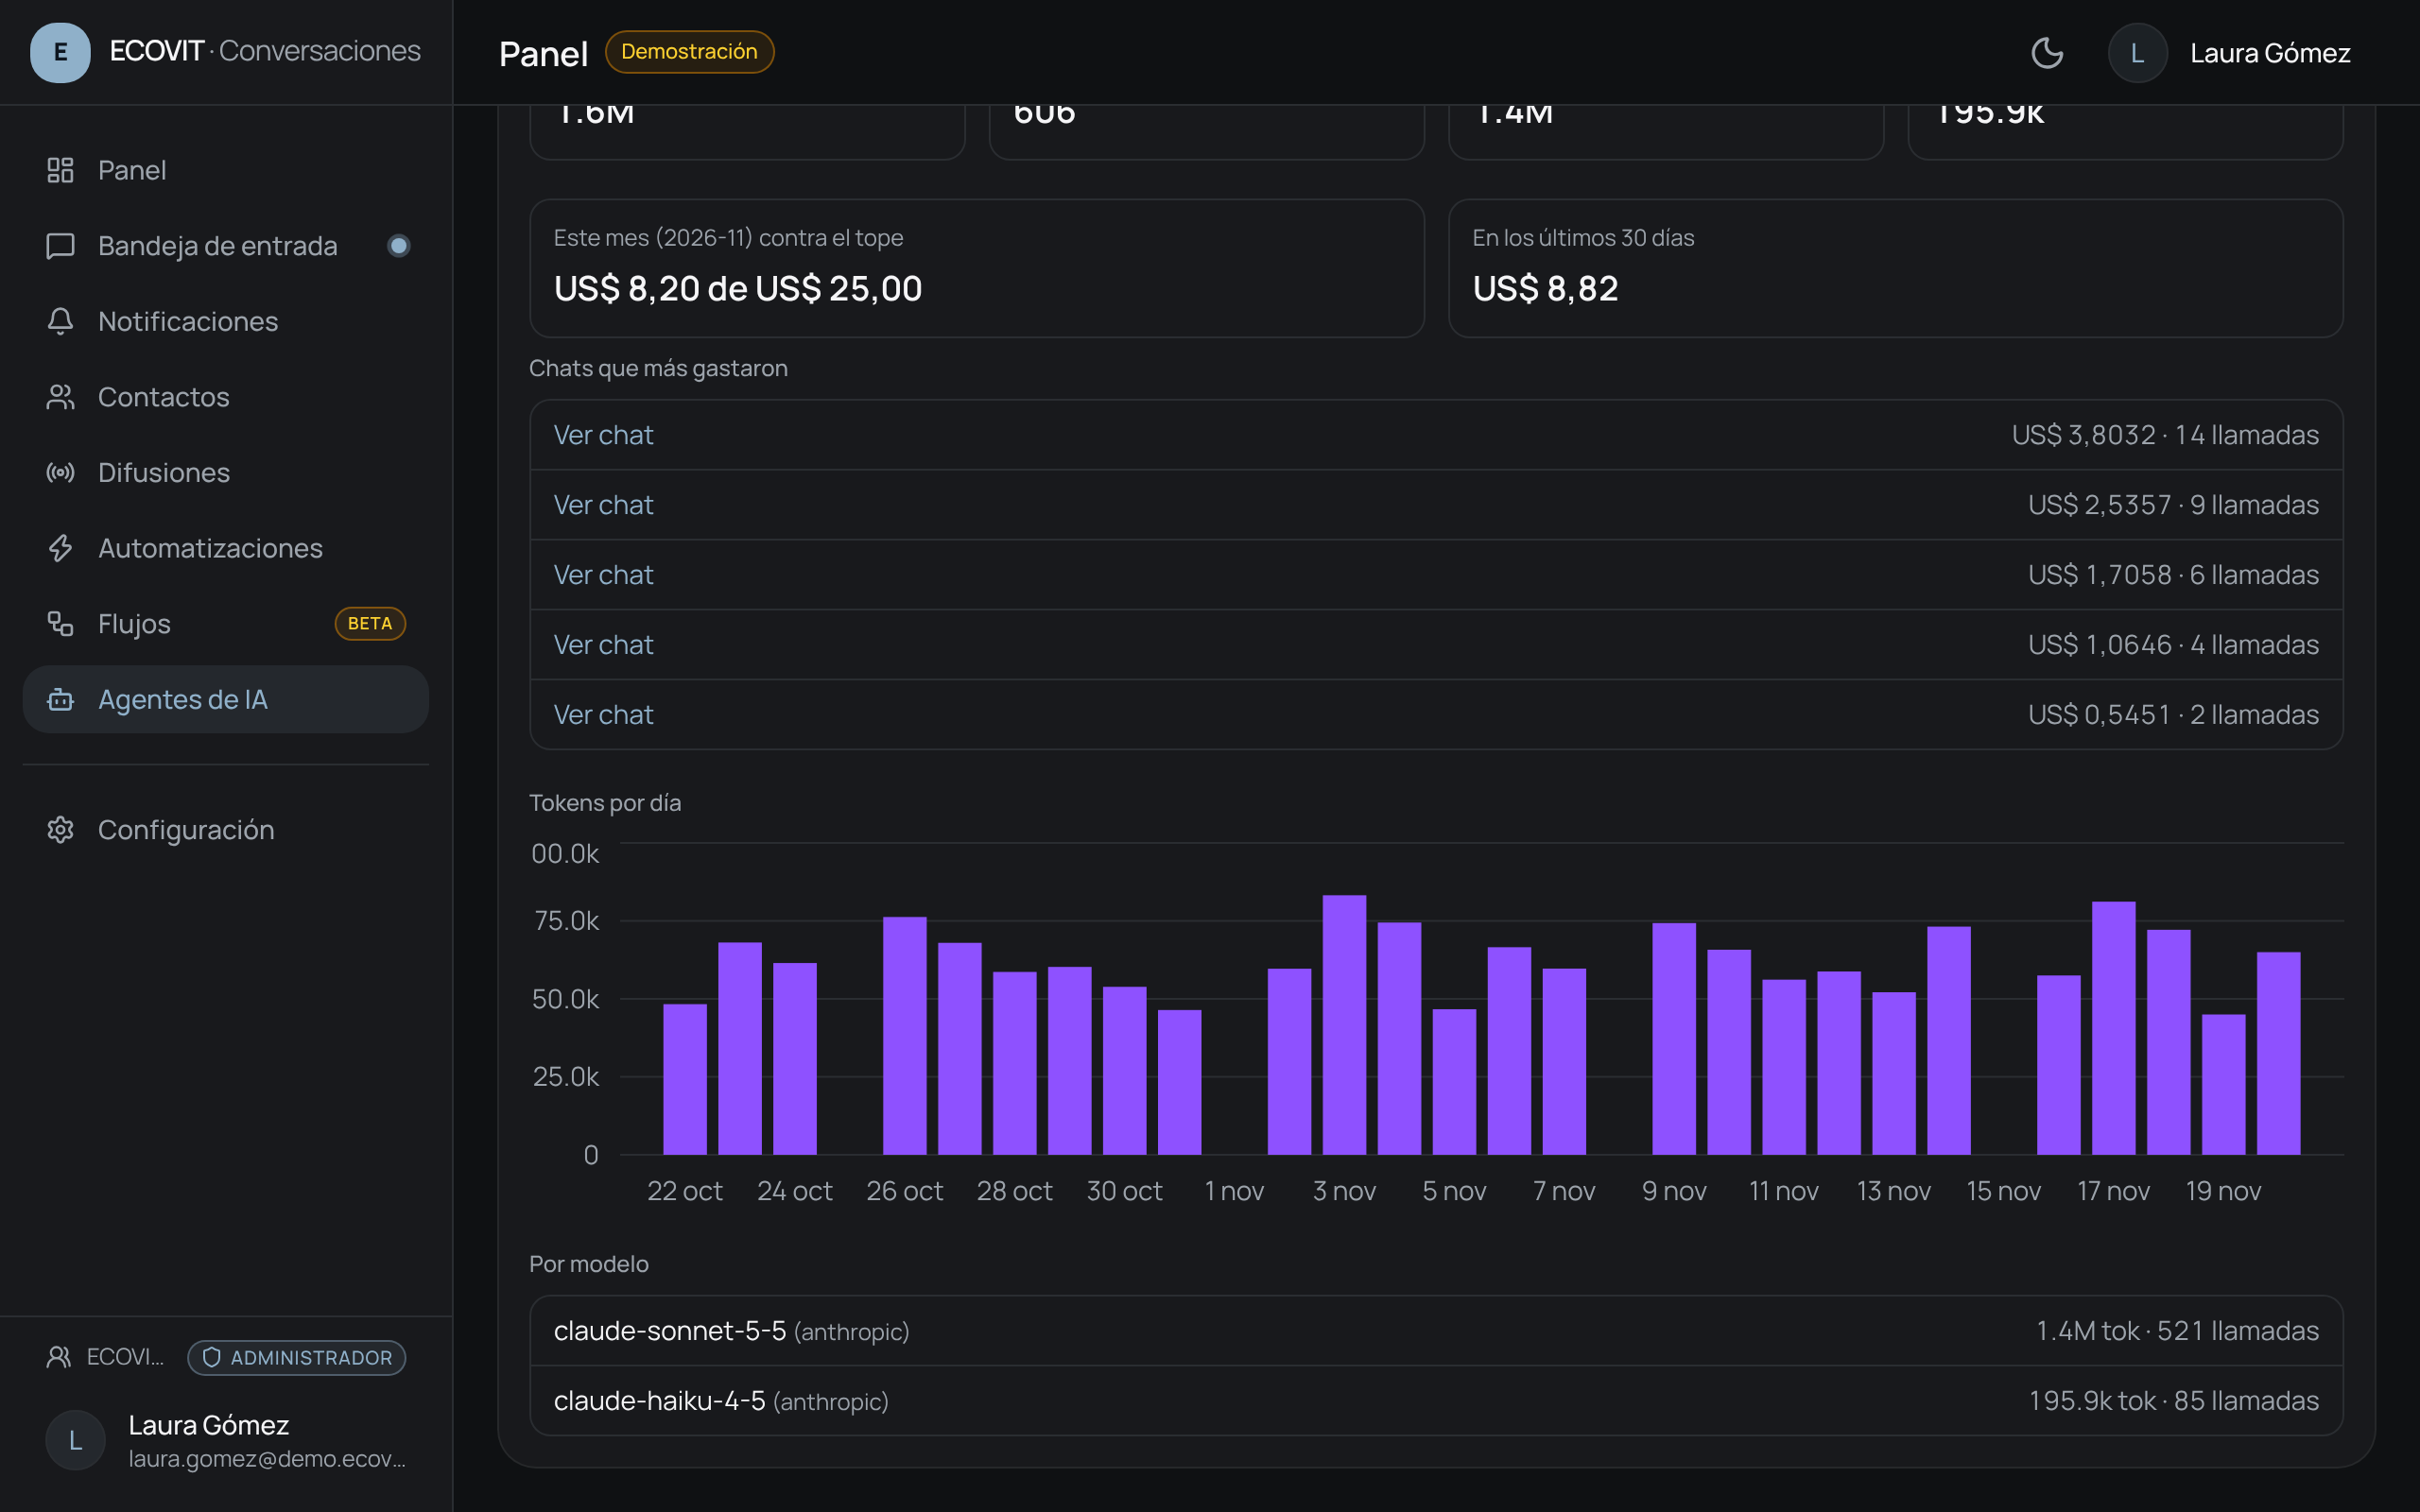 E ECOVIT · Conversaciones
Panel Demostración
L Laura Gómez
Panel
Bandeja de entrada
Notificaciones
Contactos
Difusiones
Automatizaciones
Flujos BETA
Agentes de IA
Configuración
ECOVI... ADMINISTRADOR
L Laura Gómez
laura.gomez@demo.ecov...
1.6M 606 1.4M 195.9k
Este mes (2026-11) contra el tope
US$ 8,20 de US$ 25,00
En los últimos 30 días
US$ 8,82
Chats que más gastaron
Ver chat US$ 3,8032 · 14 llamadas
Ver chat US$ 2,5357 · 9 llamadas
Ver chat US$ 1,7058 · 6 llamadas
Ver chat US$ 1,0646 · 4 llamadas
Ver chat US$ 0,5451 · 2 llamadas
Tokens por día
00.0k
75.0k
50.0k
25.0k
0
22 oct 24 oct 26 oct 28 oct 30 oct 1 nov 3 nov 5 nov 7 nov 9 nov 11 nov 13 nov 15 nov 17 nov 19 nov
Por modelo
claude-sonnet-5-5 (anthropic) 1.4M tok · 521 llamadas
claude-haiku-4-5 (anthropic) 195.9k tok · 85 llamadas